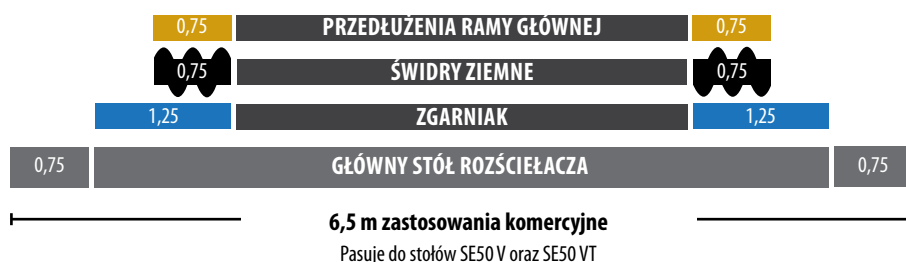 0,75 PRZEDŁUŻENIA RAMY GŁÓWNEJ 0,75
0,75 ŚWIDRY ZIEMNE 0,75
1,25 ZGARNIAK 1,25
0,75 GŁÓWNY STÓŁ ROZŚCIEŁACZA 0,75
6,5 m zastosowania komercyjne
Pasuje do stołów SE50 V oraz SE50 VT